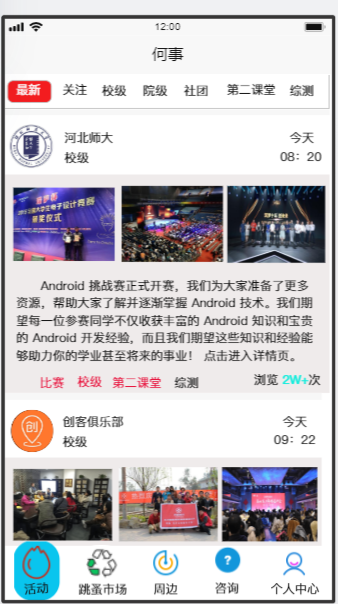 12:00
何事
最新 关注 校级 院级 社团 第二课堂 综测
河北师大 今天
校级 08：20
Android 挑战赛正式开赛，我们为大家准备了更多
资源，帮助大家了解并逐渐掌握 Android 技术。我们期
望每一位参赛同学不仅收获丰富的 Android 知识和宝贵
的 Android 开发经验，而且我们期望这些知识和经验能
够助力你的学业甚至将来的事业！ 点击进入详情页。
比赛 校级 第二课堂 综测 浏览 2W+次
创
创客俱乐部 今天
校级 09：22
?
活动 跳蚤市场 周边 咨询 个人中心